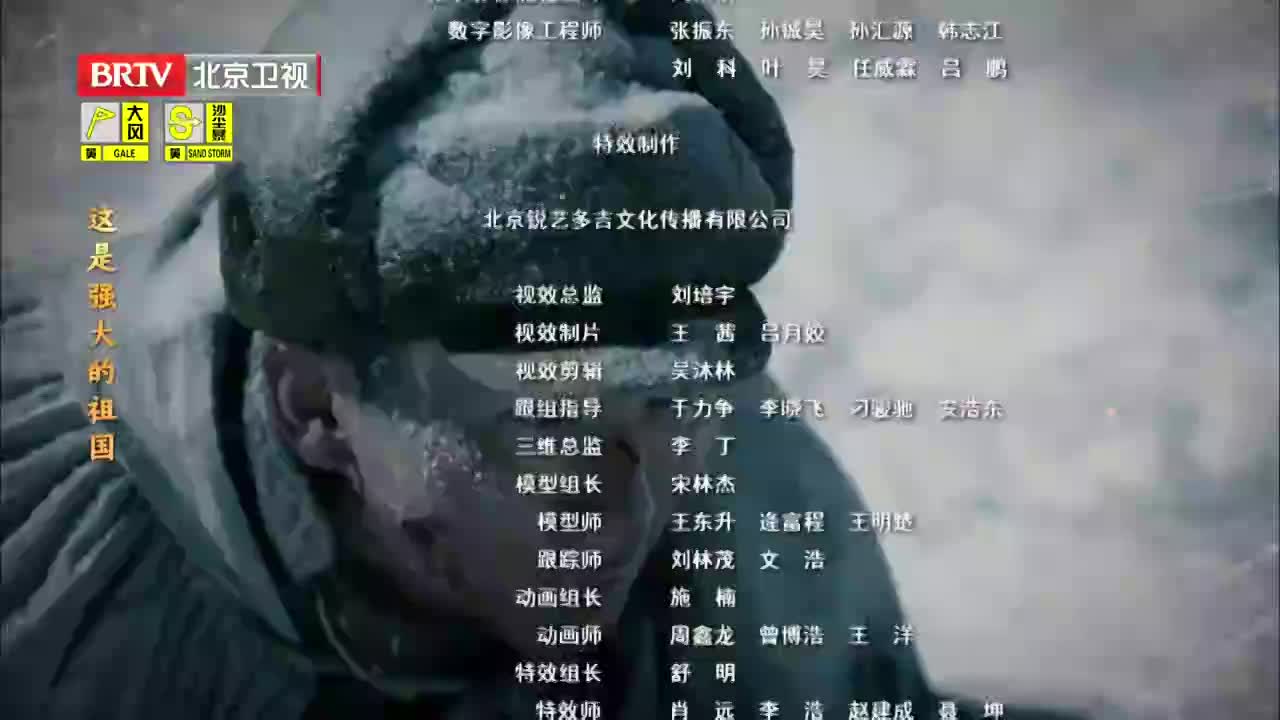 数字影像工程师 张振东 孙诚昊 孙汇源 韩志江
刘 科 叶 昊 任威霖 吕 鹏
BRTV 北京卫视
大风 沙尘暴
黄 GALE 黄 SAND STORM
特效制作
北京锐艺多吉文化传播有限公司
这是强大的祖国
视效总监 刘培宇
视效制片 王 茜 吕月姣
视效剪辑 吴沐林
跟组指导 于力争 李晓飞 刁骏驰 安浩东
三维总监 李 丁
模型组长 宋林杰
模型师 王东升 逄富程 王明楚
跟踪师 刘林茂 文 浩
动画组长 施 楠
动画师 周鑫龙 曾博浩 王 洋
特效组长 舒 明
特效师 肖 远 李 浩 赵建成 聂 坤